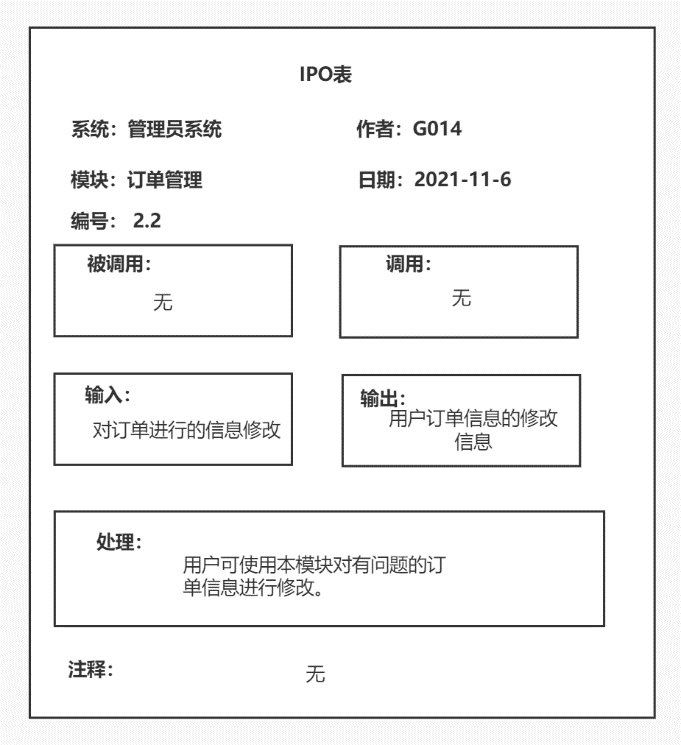 IPO表
系统：管理员系统
作者：G014
模块：订单管理
日期：2021-11-6
编号： 2.2
被调用：
无
调用：
无
输入：
对订单进行的信息修改
输出：
用户订单信息的修改
信息
处理：
用户可使用本模块对有问题的订
单信息进行修改。
注释：
无